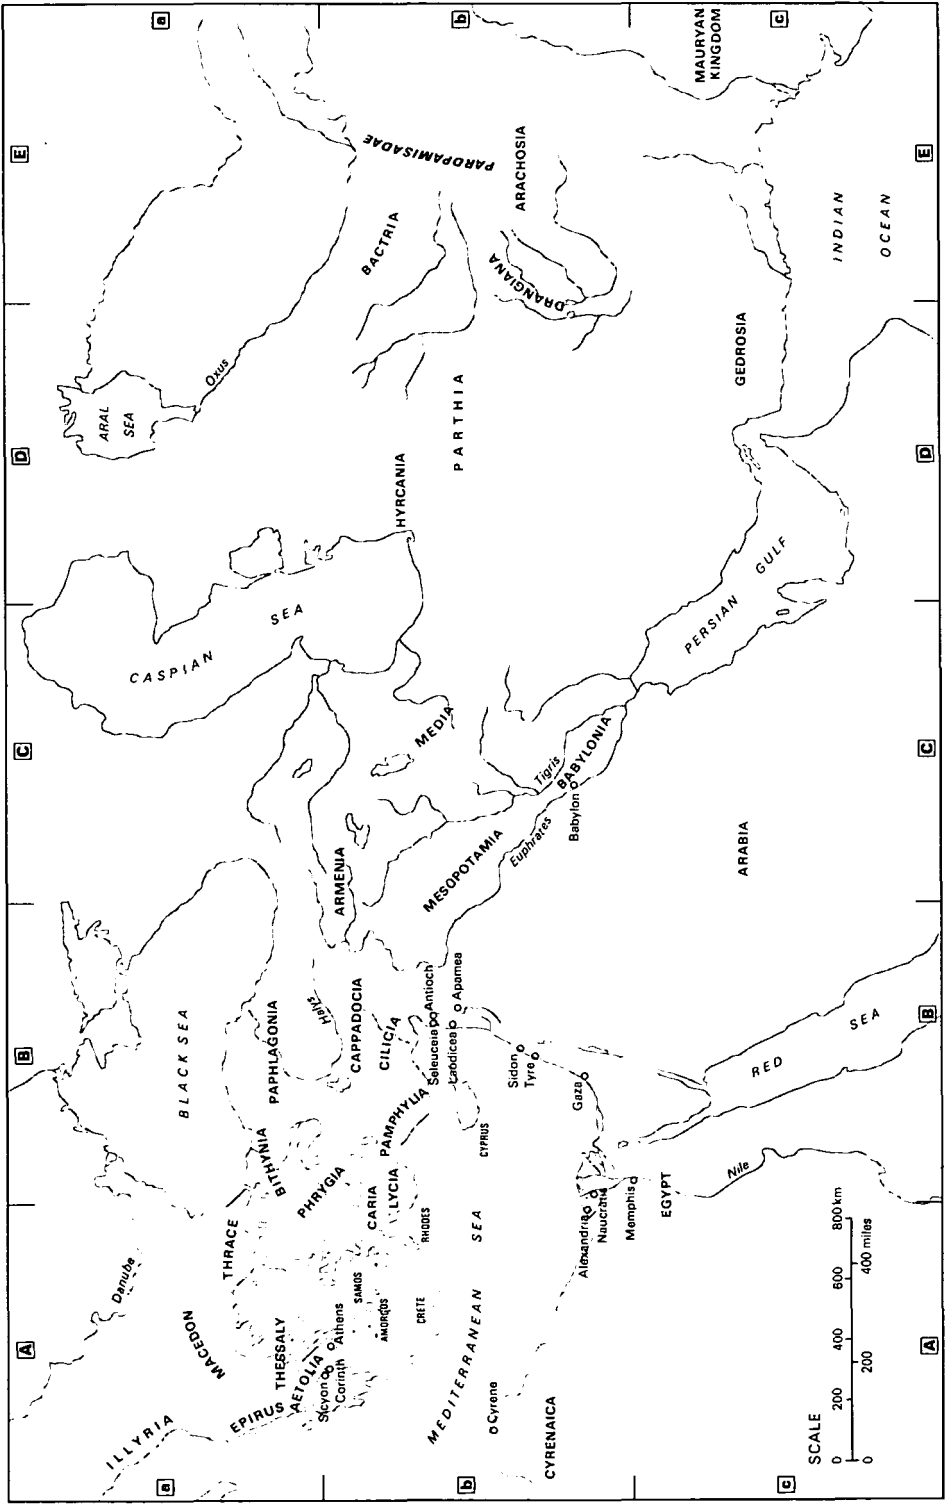 A
B
C
D
E
a
ILLYRIA
Danube
MACEDON
THRACE
EPIRUS
THESSALY
AETOLIA
Sicyon
Corinth
Athens
SAMOS
AMORGOS
CRETE
RHODES
BLACK SEA
BITHYNIA
PAPHLAGONIA
PHRYGIA
CARIA
LYCIA
PAMPHYLIA
Halys
CAPPADOCIA
CILICIA
ARMENIA
CASPIAN
SEA
ARAL
SEA
Oxus
HYRCANIA
PARTHIA
BACTRIA
PAROPAMISADAE
ARACHOSIA
DRANGIANA
MEDIA
MESOPOTAMIA
Tigris
Euphrates
BABYLONIA
Babylon
Seleuceia
Antioch
Laodicea
Apamea
CYPRUS
Sidon
Tyre
Gaza
MEDITERRANEAN
SEA
b
b
Cyrene
CYRENAICA
Alexandria
Naucratis
Memphis
EGYPT
Nile
RED
SEA
ARABIA
PERSIAN
GULF
GEDROSIA
MAURYAN
KINGDOM
INDIAN
OCEAN
SCALE
0 200 400 600 800 km
0 200 400 miles
a
c
c
A
B
C
D
E